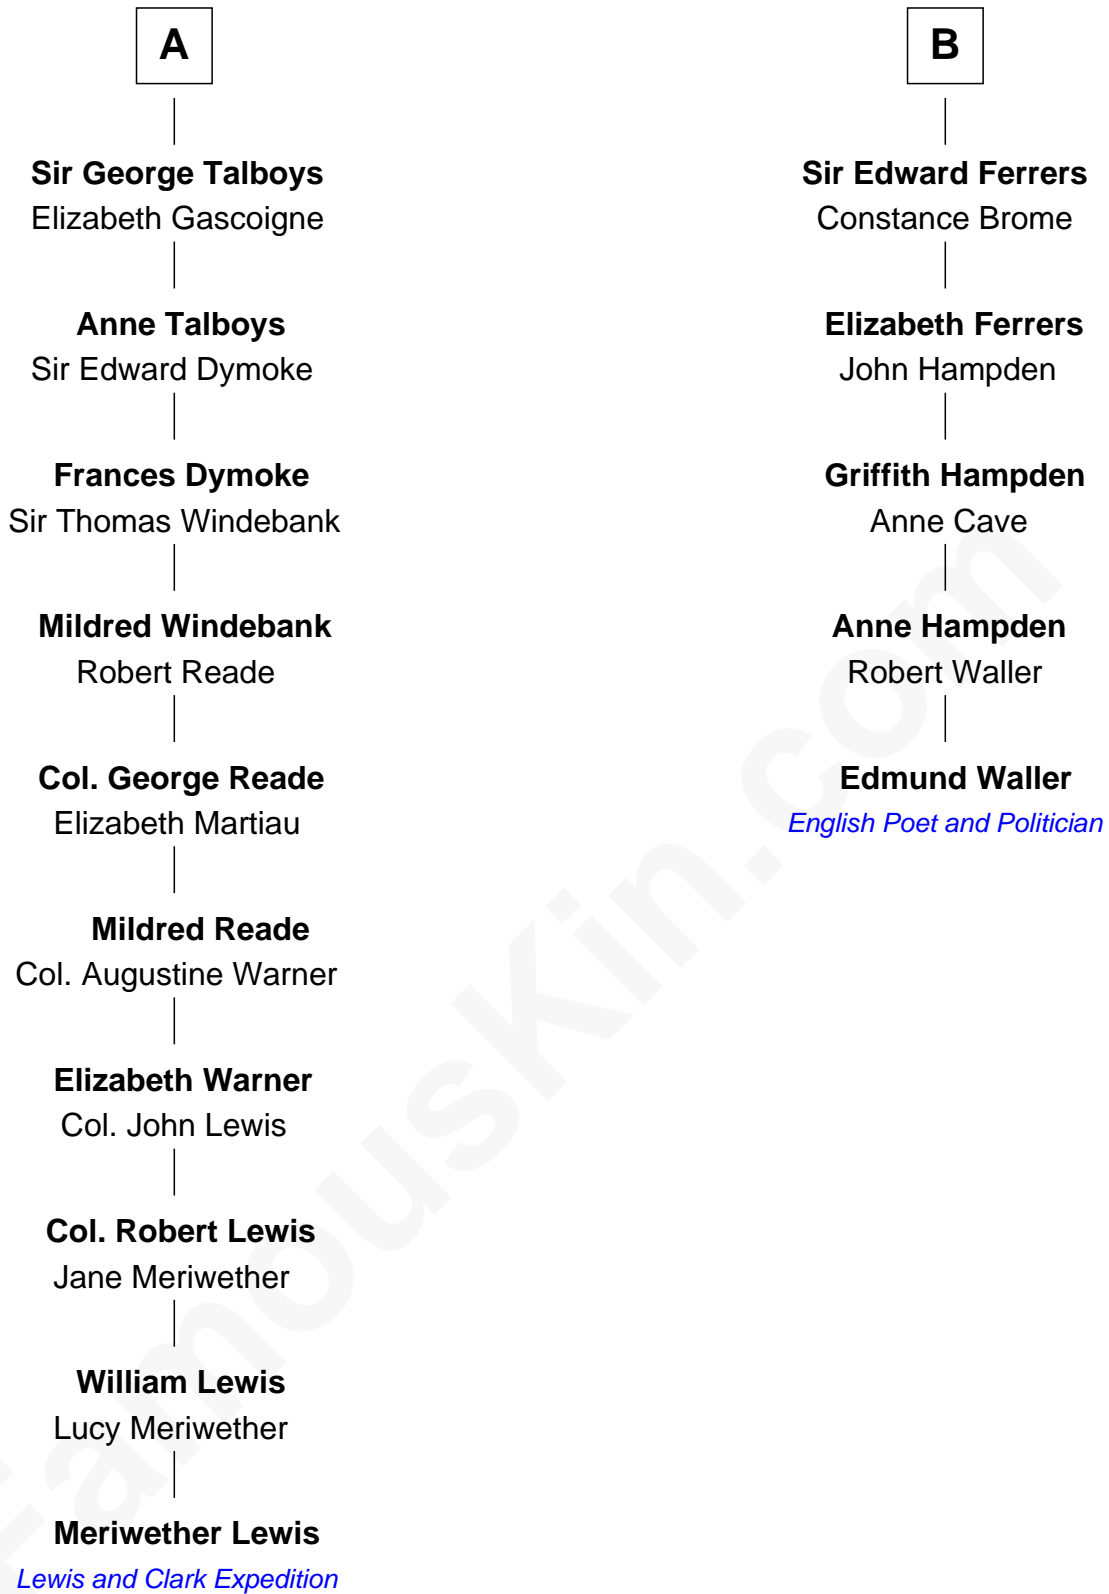 A
Sir George Talboys
Elizabeth Gascoigne
Anne Talboys
Sir Edward Dymoke
Frances Dymoke
Sir Thomas Windebank
Mildred Windebank
Robert Reade
Col. George Reade
Elizabeth Martiau
Mildred Reade
Col. Augustine Warner
Elizabeth Warner
Col. John Lewis
Col. Robert Lewis
Jane Meriwether
William Lewis
Lucy Meriwether
Meriwether Lewis
Lewis and Clark Expedition
B
Sir Edward Ferrers
Constance Brome
Elizabeth Ferrers
John Hampden
Griffith Hampden
Anne Cave
Anne Hampden
Robert Waller
Edmund Waller
English Poet and Politician
FamousKin.com